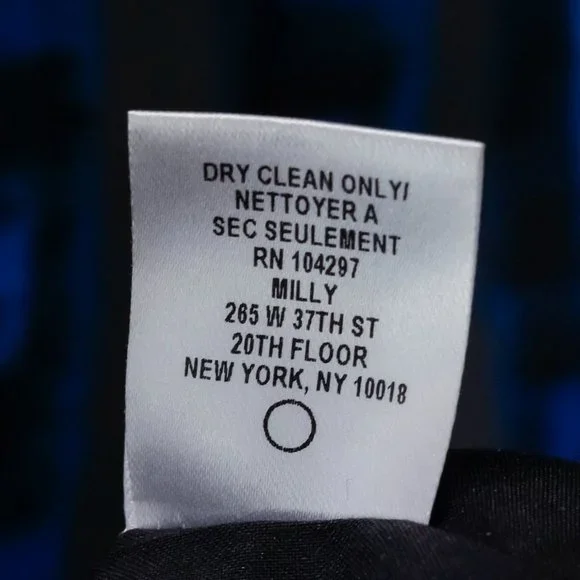 DRY CLEAN ONLY/
NETTOYER A
SEC SEULEMENT
RN 104297
MILLY
265 W 37TH ST
20TH FLOOR
NEW YORK, NY 10018